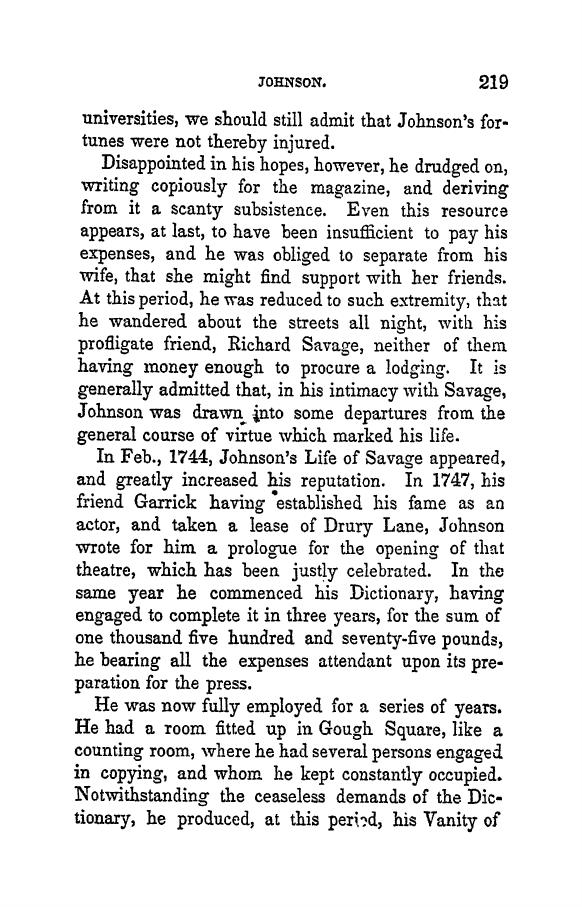 JOHNSON. 219
universities, we should still admit that Johnson's for-
tunes were not thereby injured.
Disappointed in his hopes, however, he drudged on,
writing copiously for the magazine, and deriving
from it a scanty subsistence. Even this resource
appears, at last, to have been insufficient to pay his
expenses, and he was obliged to separate from his
wife, that she might find support with her friends.
At this period, he was reduced to such extremity, that
he wandered about the streets all night, with his
profligate friend, Richard Savage, neither of them
having money enough to procure a lodging. It is
generally admitted that, in his intimacy with Savage,
Johnson was drawn into some departures from the
general course of virtue which marked his life.
In Feb., 1744, Johnson's Life of Savage appeared,
and greatly increased his reputation. In 1747, his
friend Garrick having established his fame as an
actor, and taken a lease of Drury Lane, Johnson
wrote for him a prologue for the opening of that
theatre, which has been justly celebrated. In the
same year he commenced his Dictionary, having
engaged to complete it in three years, for the sum of
one thousand five hundred and seventy-five pounds,
he bearing all the expenses attendant upon its pre-
paration for the press.
He was now fully employed for a series of years.
He had a room fitted up in Gough Square, like a
counting room, where he had several persons engaged
in copying, and whom he kept constantly occupied.
Notwithstanding the ceaseless demands of the Dic-
tionary, he produced, at this period, his Vanity of